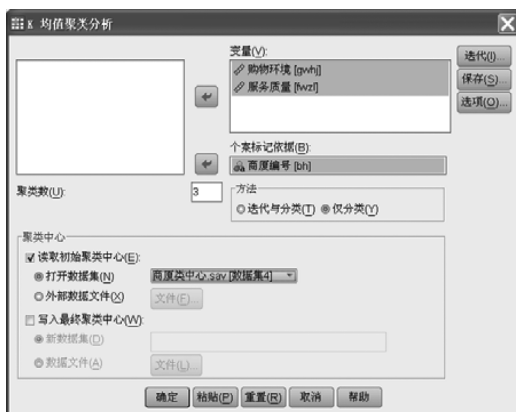 K 均值聚类分析
变量(V):
购物环境 [gwhj]
服务质量 [fwzl]
迭代(I)...
保存(S)...
选项(O)...
个案标记依据(B):
商厦编号 [bh]
聚类数(U):
3
方法
迭代与分类(T)
仅分类(Y)
聚类中心
读取初始聚类中心(E):
打开数据集(N)
商厦类中心.sav [数据集4]
外部数据文件(X)
文件(F)...
写入最终聚类中心(W):
新数据集(D)
数据文件(A)
文件(L)...
确定
粘贴(P)
重置(R)
取消
帮助